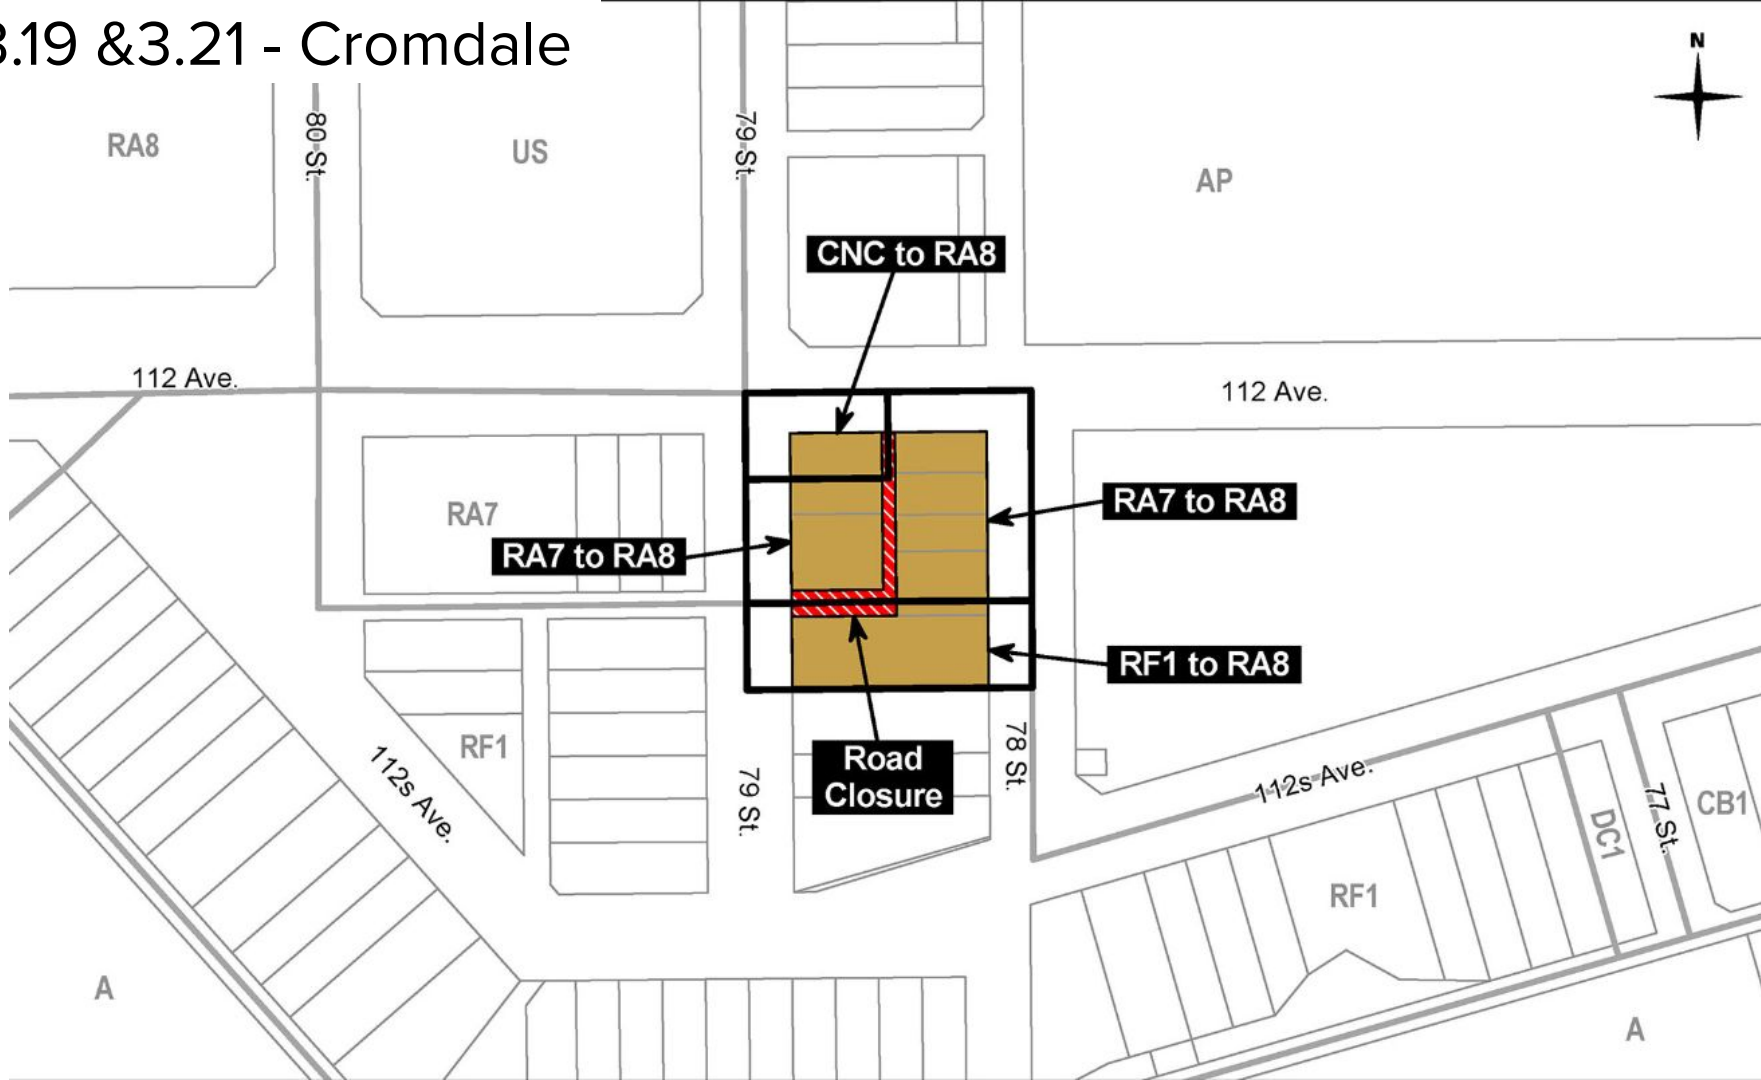 3.19 &3.21 - Cromdale
N
RA8
80 St.
US
79 St.
AP
CNC to RA8
112 Ave.
112 Ave.
RA7
RA7 to RA8
RA7 to RA8
RF1 to RA8
RF1
112s Ave.
79 St.
Road
Closure
78 St.
112s Ave.
DC1
77 St.
CB1
RF1
A
A